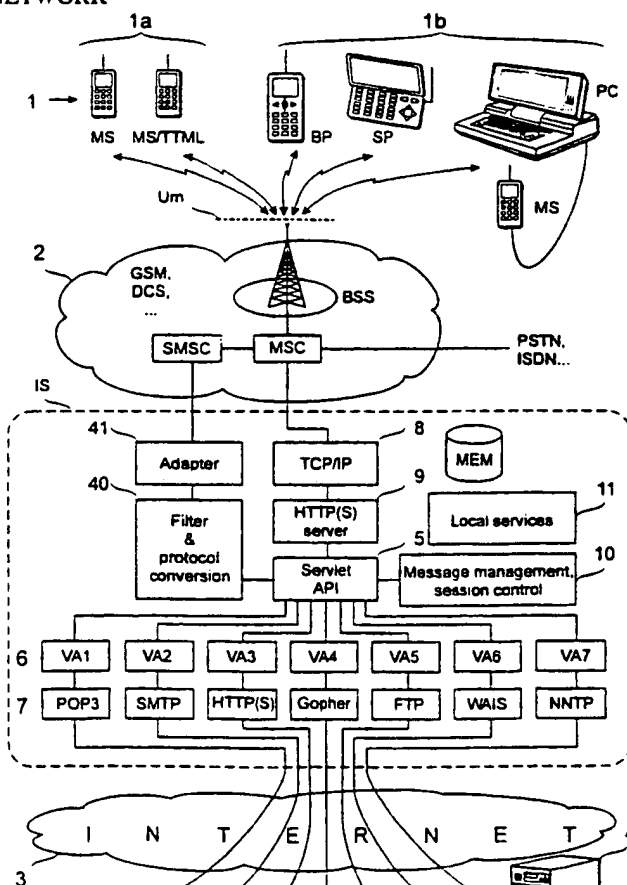 NETWORK
1a
1b
1
MS
MS/TTML
BP
SP
PC
MS
Um
2
GSM,
DCS,
...
BSS
SMSC
MSC
PSTN,
ISDN...
IS
41
Adapter
TCP/IP
8
MEM
40
Filter
&
protocol
conversion
HTTP(S)
server
9
Local services
11
5
Servlet
API
Message management,
session control
10
6
VA1
VA2
VA3
VA4
VA5
VA6
VA7
7
POP3
SMTP
HTTP(S)
Gopher
FTP
WAIS
NNTP
I N T E R N E T
3